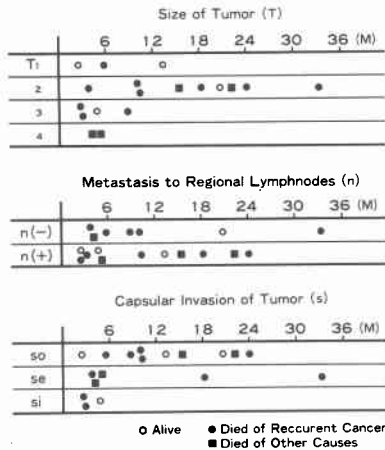 Size of Tumor (T)
6 12 18 24 30 36 (M)
T1
2
3
4
Metastasis to Regional Lymphnodes (n)
6 12 18 24 30 36 (M)
n(−)
n(+)
Capsular Invasion of Tumor (s)
6 12 18 24 30 36 (M)
so
se
si
Alive
Died of Reccurent Cancer
Died of Other Causes